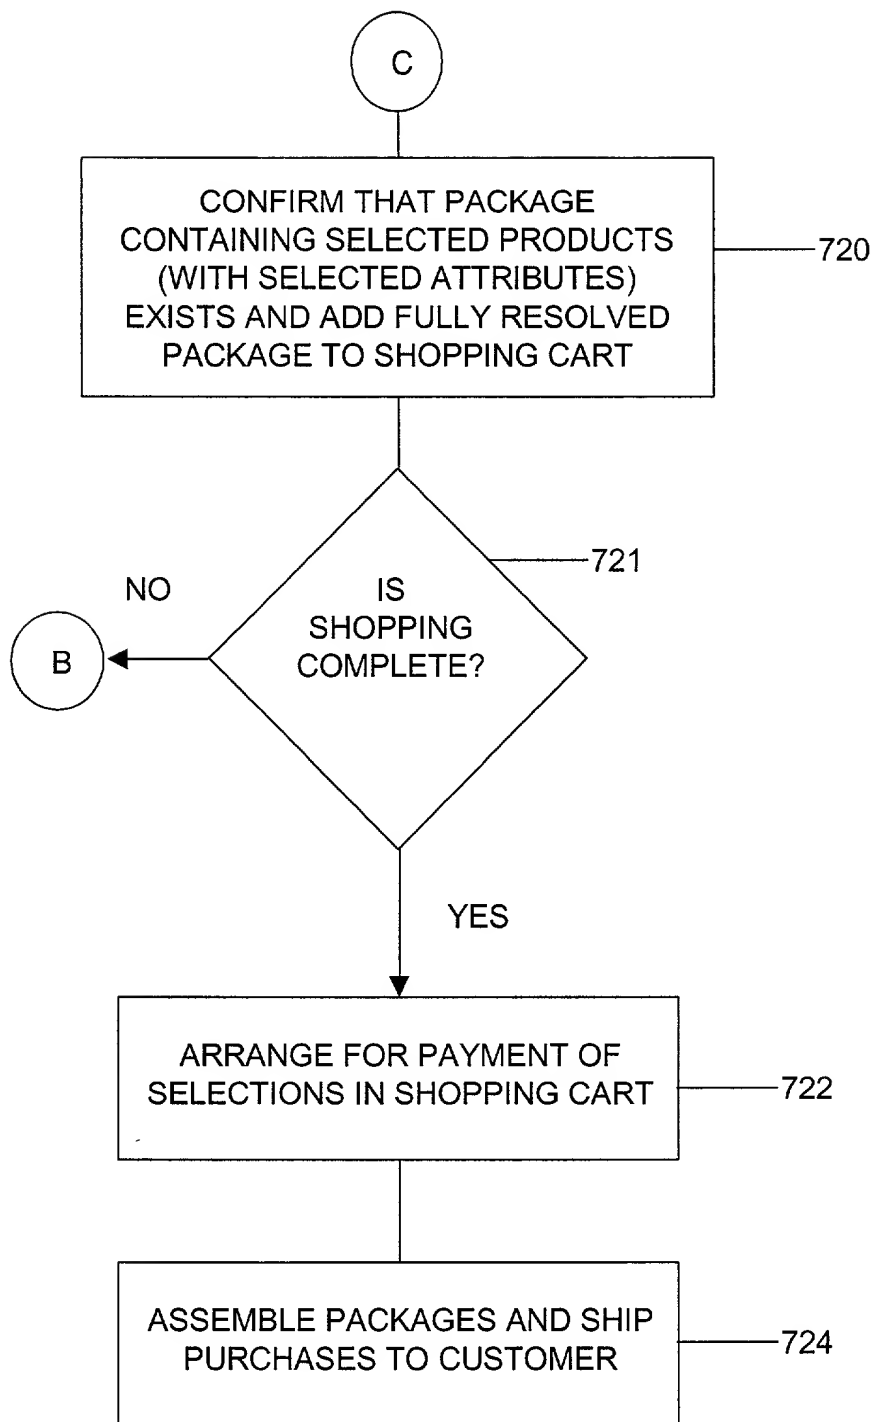 C
CONFIRM THAT PACKAGE
CONTAINING SELECTED PRODUCTS
(WITH SELECTED ATTRIBUTES)
EXISTS AND ADD FULLY RESOLVED
PACKAGE TO SHOPPING CART
720
721
NO
IS
SHOPPING
COMPLETE?
B
YES
ARRANGE FOR PAYMENT OF
SELECTIONS IN SHOPPING CART
722
ASSEMBLE PACKAGES AND SHIP
PURCHASES TO CUSTOMER
724